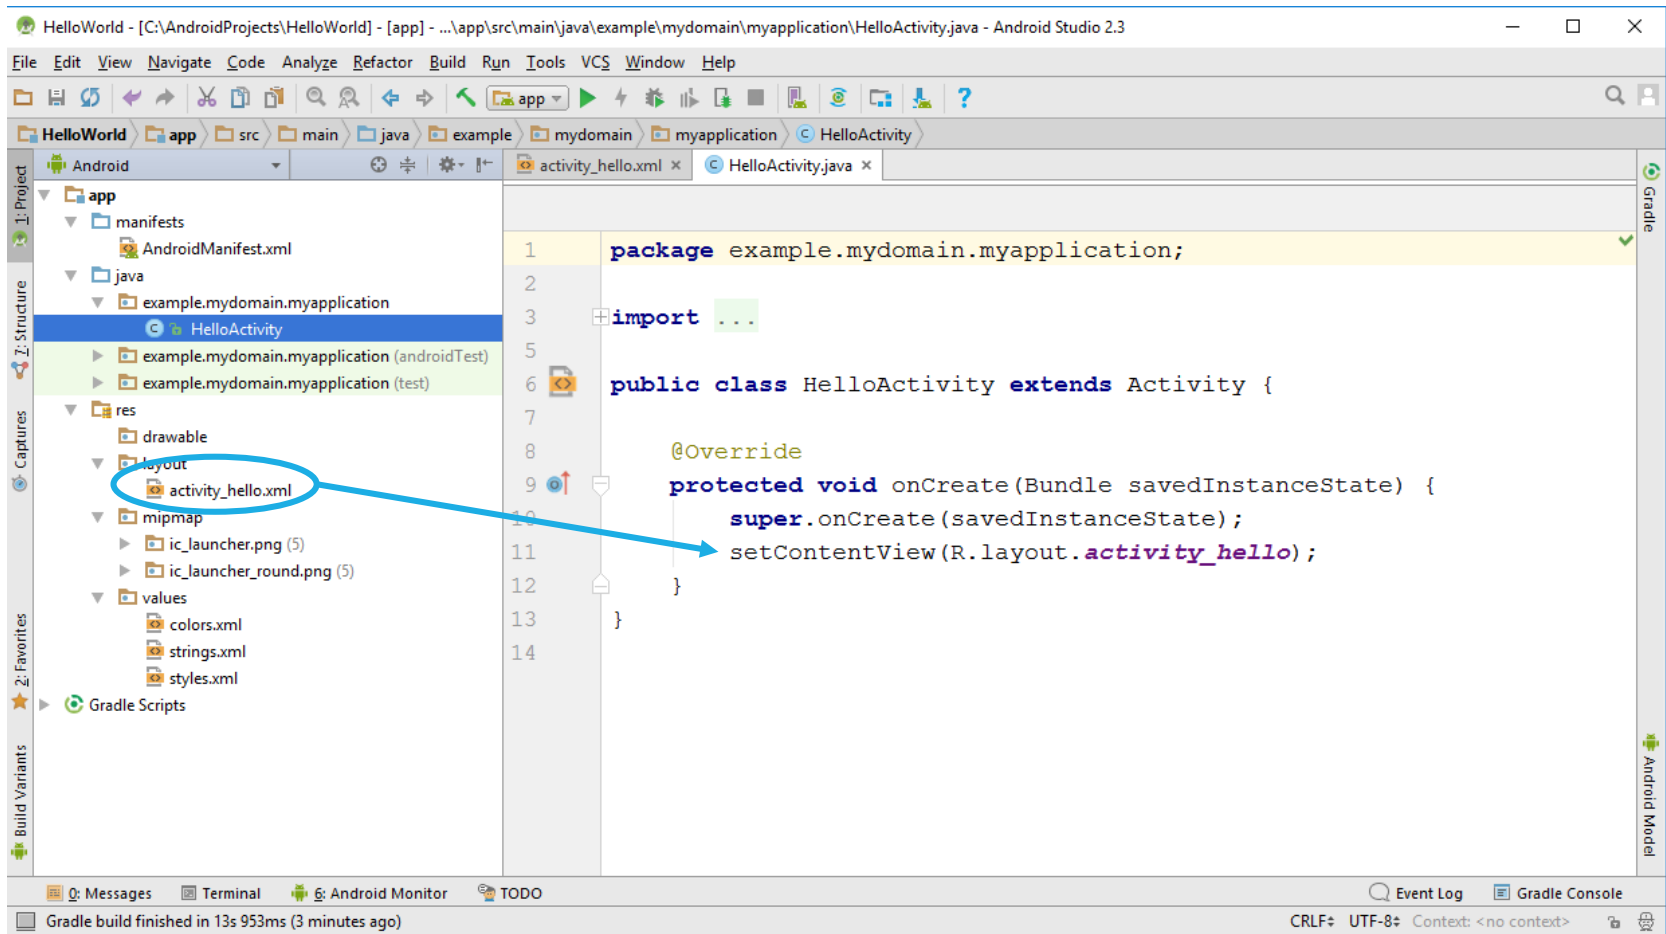 HelloWorld - [C:\AndroidProjects\HelloWorld] - [app] - ...\app\src\main\java\example\mydomain\myapplication\HelloActivity.java - Android Studio 2.3
File Edit View Navigate Code Analyze Refactor Build Run Tools VCS Window Help
app
HelloWorld app src main java example mydomain myapplication HelloActivity
Android
activity_hello.xml
HelloActivity.java
1: Project
7: Structure
Captures
2: Favorites
Build Variants
app
manifests
AndroidManifest.xml
java
example.mydomain.myapplication
HelloActivity
example.mydomain.myapplication (androidTest)
example.mydomain.myapplication (test)
res
drawable
layout
activity_hello.xml
mipmap
ic_launcher.png (5)
ic_launcher_round.png (5)
values
colors.xml
strings.xml
styles.xml
Gradle Scripts
1 package example.mydomain.myapplication;
2
3 import ...
5
6 public class HelloActivity extends Activity {
7
8 @Override
9 protected void onCreate(Bundle savedInstanceState) {
10 super.onCreate(savedInstanceState);
11 setContentView(R.layout.activity_hello);
12 }
13 }
14
Gradle
Android Model
0: Messages Terminal 6: Android Monitor TODO Event Log Gradle Console
Gradle build finished in 13s 953ms (3 minutes ago) CRLF UTF-8 Context: <no context>